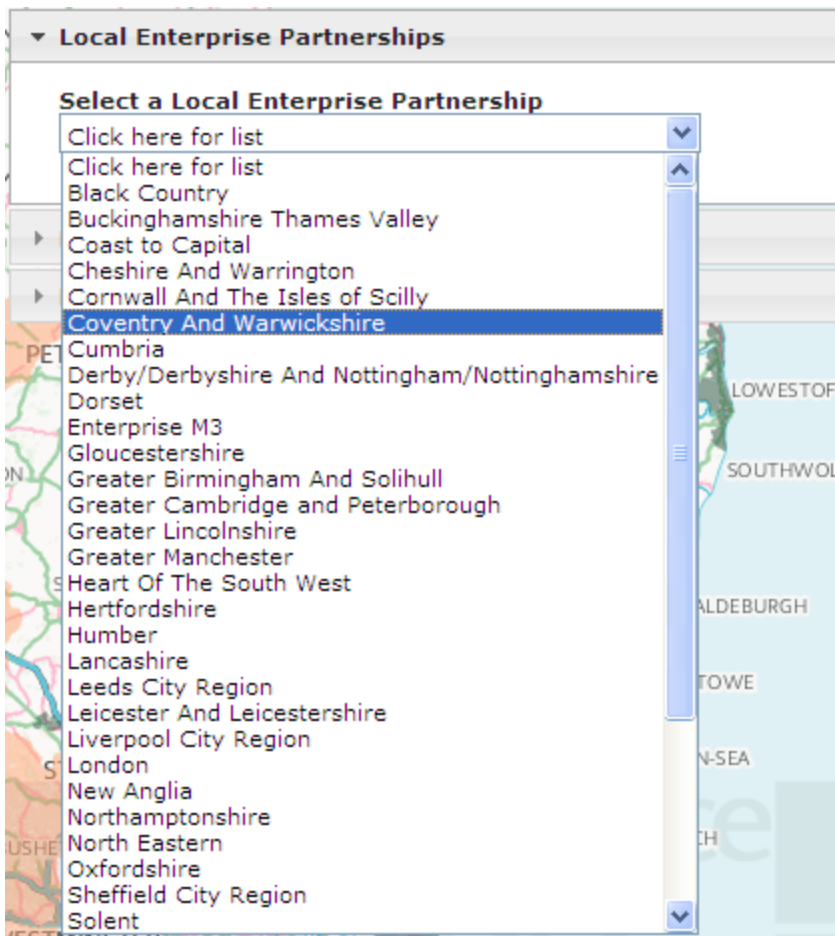 Local Enterprise Partnerships
Select a Local Enterprise Partnership
Click here for list
Click here for list
Black Country
Buckinghamshire Thames Valley
Coast to Capital
Cheshire And Warrington
Cornwall And The Isles of Scilly
Coventry And Warwickshire
Cumbria
Derby/Derbyshire And Nottingham/Nottinghamshire
Dorset
Enterprise M3
Gloucestershire
Greater Birmingham And Solihull
Greater Cambridge and Peterborough
Greater Lincolnshire
Greater Manchester
Heart Of The South West
Hertfordshire
Humber
Lancashire
Leeds City Region
Leicester And Leicestershire
Liverpool City Region
London
New Anglia
Northamptonshire
North Eastern
Oxfordshire
Sheffield City Region
Solent
PET
LOWESTOF
SOUTHWOL
ALDEBURGH
TOWE
N-SEA
CH